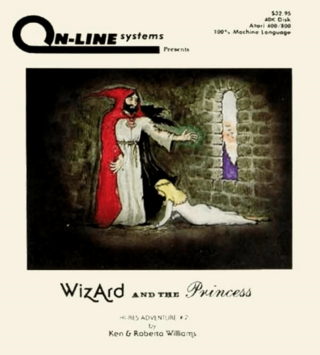 ON-LINE systems
Presents
$32.95
40K Disk
Atari 400/800
100% Machine Language
WizArd AND THE Princess
HI-RES ADVENTURE #2
by
Ken & Roberta Williams